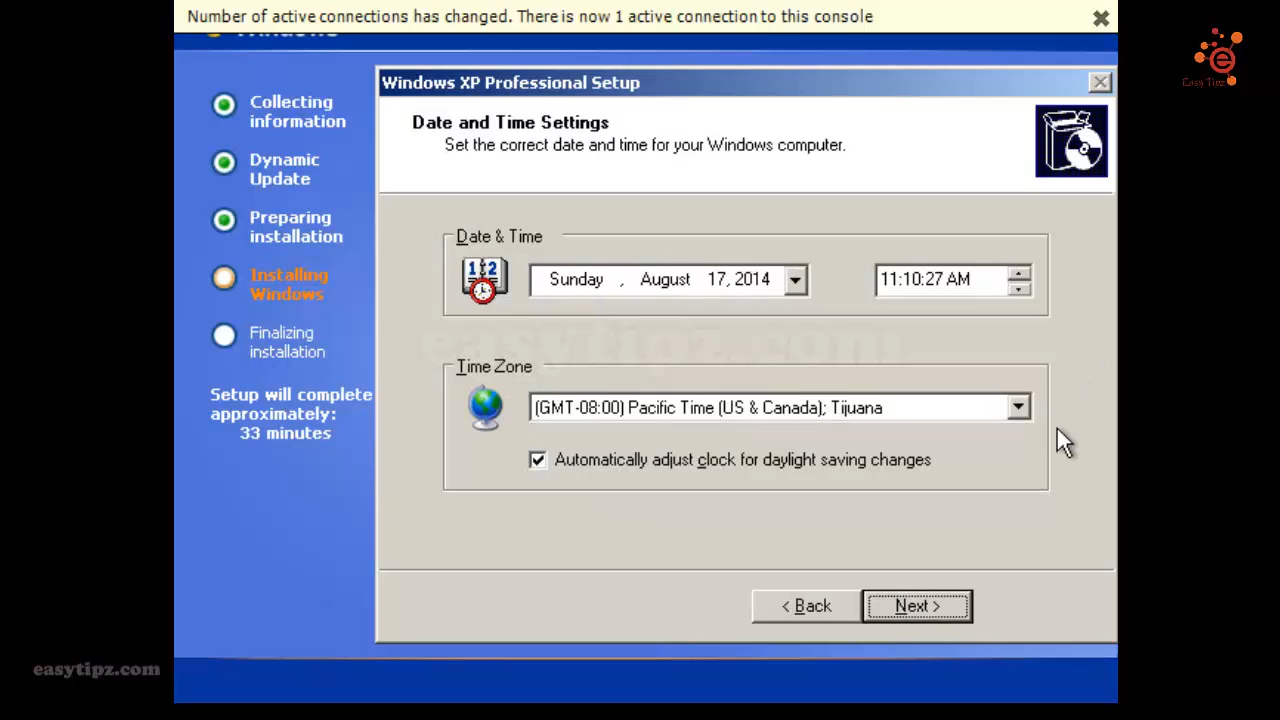 Number of active connections has changed. There is now 1 active connection to this console
Easy Tipz
Windows XP Professional Setup
Collecting
information
Dynamic
Update
Preparing
installation
Installing
Windows
Finalizing
installation
Setup will complete
approximately:
33 minutes
Date and Time Settings
Set the correct date and time for your Windows computer.
Date & Time
12
Sunday , August 17, 2014
11:10:27 AM
easytipz.com
Time Zone
(GMT-08:00) Pacific Time (US & Canada); Tijuana
Automatically adjust clock for daylight saving changes
< Back
Next >
easytipz.com